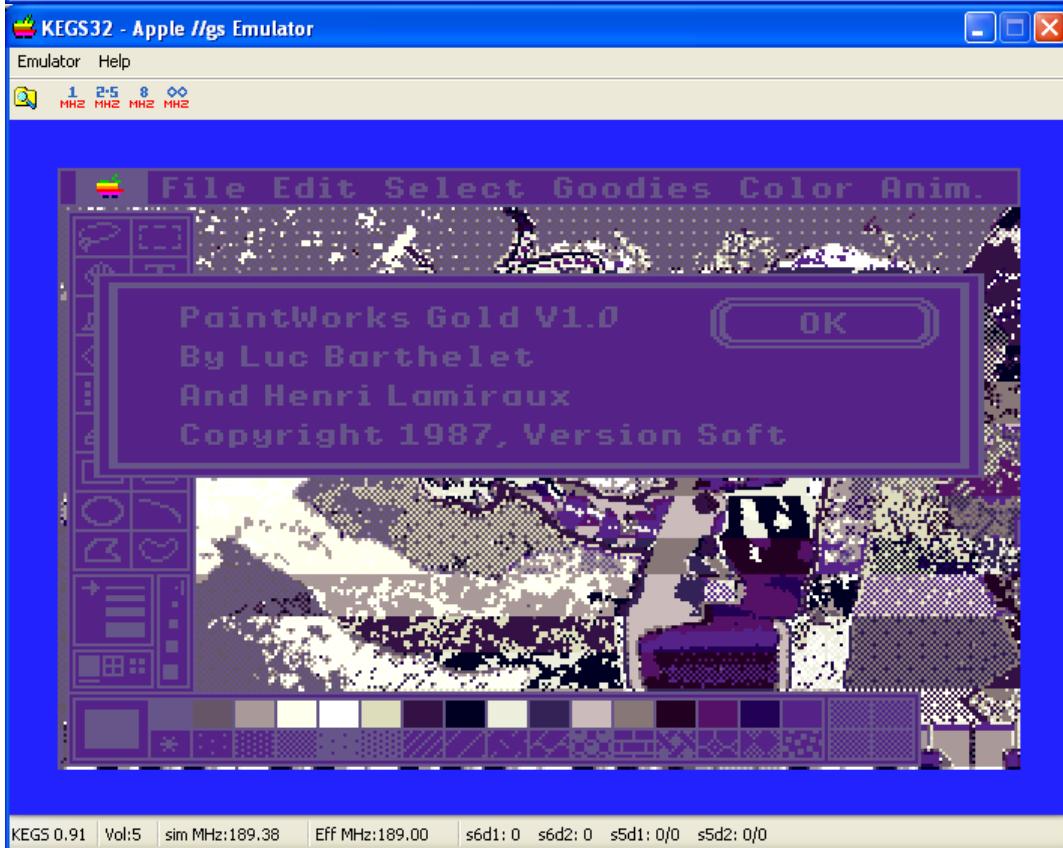 KEGS32 - Apple //gs Emulator
Emulator Help
1 MHZ 2·5 MHZ 8 MHZ ∞ MHZ
File Edit Select Goodies Color Anim.
PaintWorks Gold V1.0
OK
By Luc Barthelet
And Henri Lamiraux
Copyright 1987, Version Soft
KEGS 0.91 Vol:5 sim MHz:189.38 Eff MHz:189.00 s6d1: 0 s6d2: 0 s5d1: 0/0 s5d2: 0/0